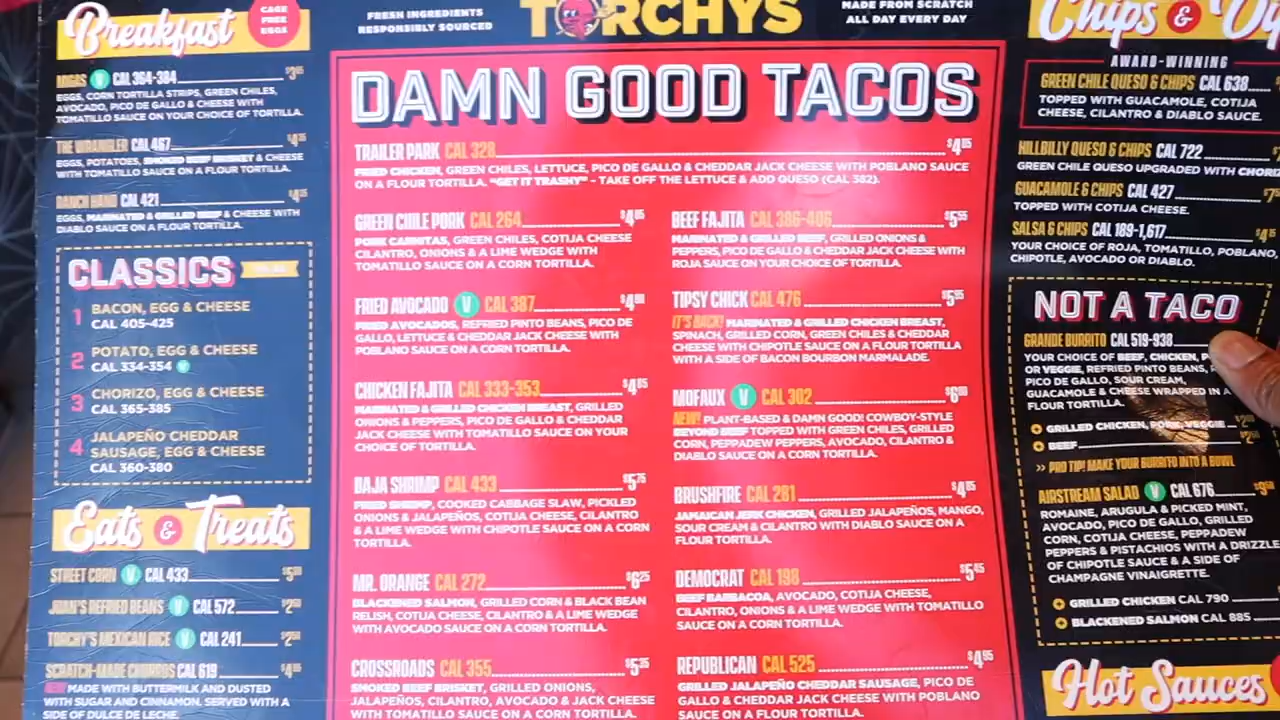 Breakfast
CAGE
FREE
EGGS
MIGAS V CAL 364-384
EGGS, CORN TORTILLA STRIPS, GREEN CHILES,
AVOCADO, PICO DE GALLO & CHEESE WITH
TOMATILLO SAUCE ON YOUR CHOICE OF TORTILLA.
THE WRANGLER CAL 467
EGGS, POTATOES, SMOKED BEEF BRISKET & CHEESE
WITH TOMATILLO SAUCE ON A FLOUR TORTILLA.
RANCH HAND CAL 421
EGGS, MARINATED & GRILLED BEEF & CHEESE WITH
DIABLO SAUCE ON A FLOUR TORTILLA.
CLASSICS
1 BACON, EGG & CHEESE
CAL 405-425
2 POTATO, EGG & CHEESE
CAL 334-354 V
3 CHORIZO, EGG & CHEESE
CAL 365-385
4 JALAPEÑO CHEDDAR
SAUSAGE, EGG & CHEESE
CAL 360-380
Eats & Treats
STREET CORN V CAL 433
JUAN'S REFRIED BEANS V CAL 572
TORCHY'S MEXICAN RICE V CAL 241
SCRATCH-MADE CHURROS CAL 619
MADE WITH BUTTERMILK AND DUSTED
WITH SUGAR AND CINNAMON. SERVED WITH A
SIDE OF DULCE DE LECHE.
FRESH INGREDIENTS
RESPONSIBLY SOURCED
TORCHYS
MADE FROM SCRATCH
ALL DAY EVERY DAY
DAMN GOOD TACOS
TRAILER PARK CAL 328 $4.85
FRIED CHICKEN, GREEN CHILES, LETTUCE, PICO DE GALLO & CHEDDAR JACK CHEESE WITH POBLANO SAUCE
ON A FLOUR TORTILLA. "GET IT TRASHY" – TAKE OFF THE LETTUCE & ADD QUESO (CAL 382).
GREEN CHILE PORK CAL 264 $4.85
PORK CARNITAS, GREEN CHILES, COTIJA CHEESE
CILANTRO, ONIONS & A LIME WEDGE WITH
TOMATILLO SAUCE ON A CORN TORTILLA.
FRIED AVOCADO V CAL 387
FRIED AVOCADOS, REFRIED PINTO BEANS, PICO DE
GALLO, LETTUCE & CHEDDAR JACK CHEESE WITH
POBLANO SAUCE ON A CORN TORTILLA.
CHICKEN FAJITA CAL 333-353 $4.85
MARINATED & GRILLED CHICKEN BREAST, GRILLED
ONIONS & PEPPERS, PICO DE GALLO & CHEDDAR
JACK CHEESE WITH TOMATILLO SAUCE ON YOUR
CHOICE OF TORTILLA.
BAJA SHRIMP CAL 433 $5.75
FRIED SHRIMP, COOKED CABBAGE SLAW, PICKLED
ONIONS & JALAPEÑOS, COTIJA CHEESE, CILANTRO
& A LIME WEDGE WITH CHIPOTLE SAUCE ON A CORN
TORTILLA.
MR. ORANGE CAL 272 $6.25
BLACKENED SALMON, GRILLED CORN & BLACK BEAN
RELISH, COTIJA CHEESE, CILANTRO & A LIME WEDGE
WITH AVOCADO SAUCE ON A CORN TORTILLA.
CROSSROADS CAL 355 $5.35
SMOKED BEEF BRISKET, GRILLED ONIONS,
JALAPEÑOS, CILANTRO, AVOCADO & JACK CHEESE
WITH TOMATILLO SAUCE ON A CORN TORTILLA.
BEEF FAJITA CAL 386-406 $5.55
MARINATED & GRILLED BEEF, GRILLED ONIONS &
PEPPERS, PICO DE GALLO & CHEDDAR JACK CHEESE WITH
ROJA SAUCE ON YOUR CHOICE OF TORTILLA.
TIPSY CHICK CAL 476
IT'S BACK! MARINATED & GRILLED CHICKEN BREAST,
SPINACH, GRILLED CORN, GREEN CHILES & CHEDDAR
CHEESE WITH CHIPOTLE SAUCE ON A FLOUR TORTILLA
WITH A SIDE OF BACON BOURBON MARMALADE.
MOFAUX V CAL 302
NEW! PLANT-BASED & DAMN GOOD! COWBOY-STYLE
BEYOND BEEF TOPPED WITH GREEN CHILES, GRILLED
CORN, PEPPADEW PEPPERS, AVOCADO, CILANTRO &
DIABLO SAUCE ON A CORN TORTILLA.
BRUSHFIRE CAL 281 $4.85
JAMAICAN JERK CHICKEN, GRILLED JALAPEÑOS, MANGO,
SOUR CREAM & CILANTRO WITH DIABLO SAUCE ON A
FLOUR TORTILLA.
DEMOCRAT CAL 198
BEEF BARBACOA, AVOCADO, COTIJA CHEESE,
CILANTRO, ONIONS & A LIME WEDGE WITH TOMATILLO
SAUCE ON A CORN TORTILLA.
REPUBLICAN CAL 525 $4.95
GRILLED JALAPEÑO CHEDDAR SAUSAGE, PICO DE
GALLO & CHEDDAR JACK CHEESE WITH POBLANO
SAUCE ON A FLOUR TORTILLA.
Chips &
AWARD-WINNING
GREEN CHILE QUESO & CHIPS CAL 638
TOPPED WITH GUACAMOLE, COTIJA
CHEESE, CILANTRO & DIABLO SAUCE.
HILLBILLY QUESO & CHIPS CAL 722
GREEN CHILE QUESO UPGRADED WITH
GUACAMOLE & CHIPS CAL 427
TOPPED WITH COTIJA CHEESE.
SALSA & CHIPS CAL 189-1,617
YOUR CHOICE OF ROJA, TOMATILLO, POBLANO,
CHIPOTLE, AVOCADO OR DIABLO.
NOT A TACO
GRANDE BURRITO CAL 519-938
YOUR CHOICE OF BEEF, CHICKEN,
OR VEGGIE, REFRIED PINTO BEANS,
PICO DE GALLO, SOUR CREAM,
GUACAMOLE & CHEESE WRAPPED IN A
FLOUR TORTILLA.
GRILLED CHICKEN, PORK, VEGGIE
BEEF
>> PRO TIP! MAKE YOUR BURRITO INTO A BOWL
AIRSTREAM SALAD V CAL 676
ROMAINE, ARUGULA & PICKED MINT,
AVOCADO, PICO DE GALLO, GRILLED
CORN, COTIJA CHEESE, PEPPADEW
PEPPERS & PISTACHIOS WITH A DRIZZLE
OF CHIPOTLE SAUCE & A SIDE OF
CHAMPAGNE VINAIGRETTE.
GRILLED CHICKEN CAL 790
BLACKENED SALMON CAL 885
Hot Sauces